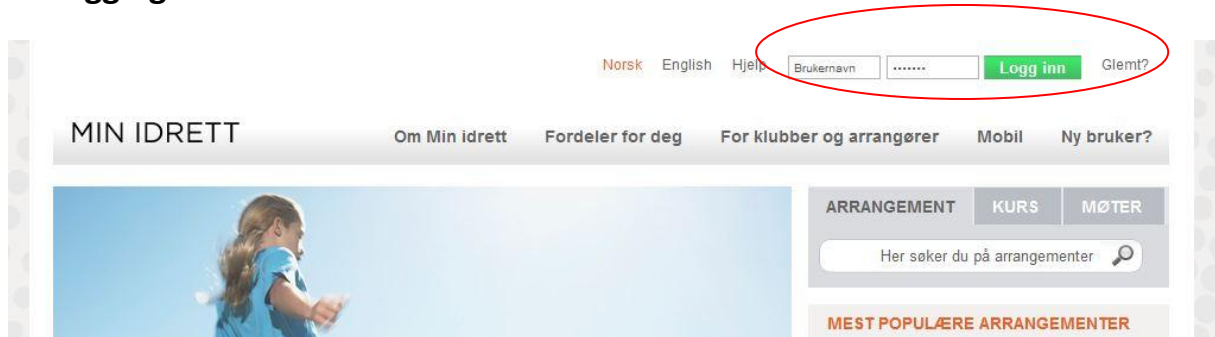 Norsk English Hjelp Brukernavn ······· Logg inn Glemt?
MIN IDRETT
Om Min idrett Fordeler for deg For klubber og arrangører Mobil Ny bruker?
ARRANGEMENT KURS MØTER
Her søker du på arrangementer
MEST POPULÆRE ARRANGEMENTER